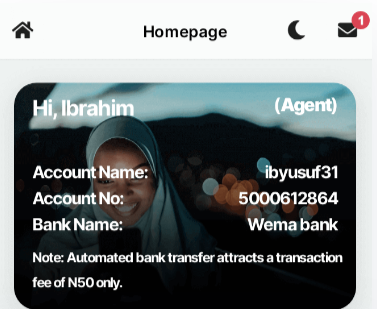 Homepage
1
Hi, Ibrahim (Agent)
Account Name: ibyusuf31
Account No: 5000612864
Bank Name: Wema bank
Note: Automated bank transfer attracts a transaction
fee of N50 only.